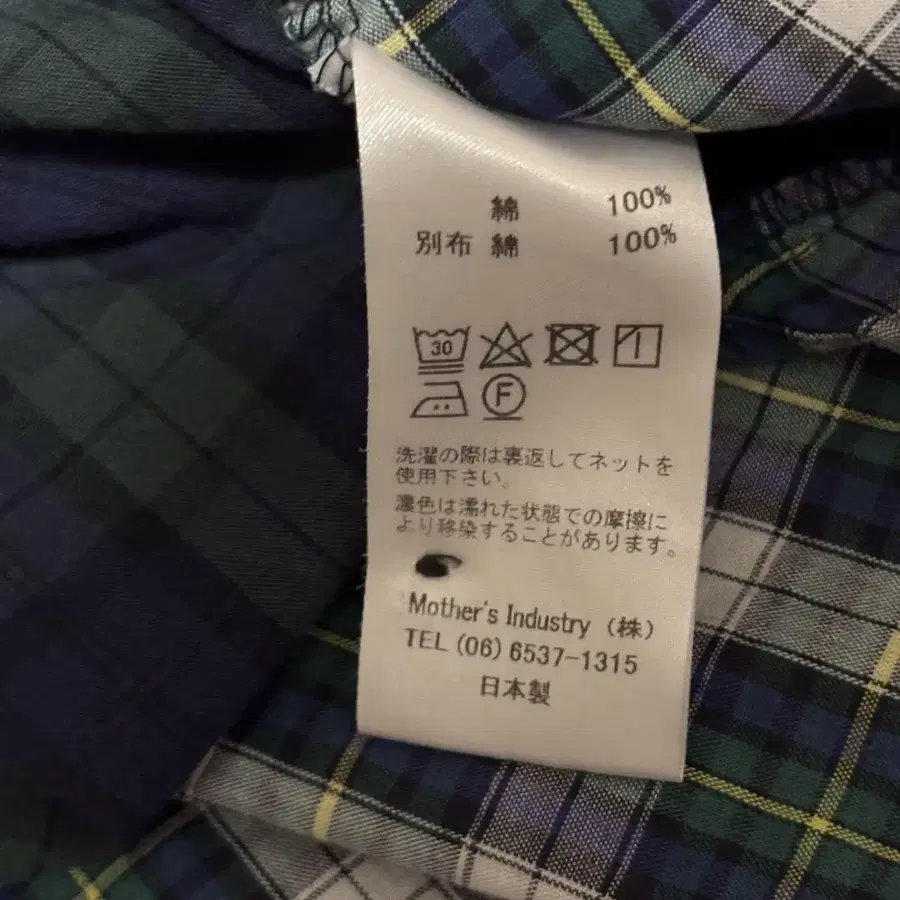 綿 100%
別布 綿 100%
30
F
洗濯の際は裏返してネットを
使用下さい。
濃色は濡れた状態での摩擦に
より移染することがあります。
Mother's Industry (株)
TEL (06) 6537-1315
日本製